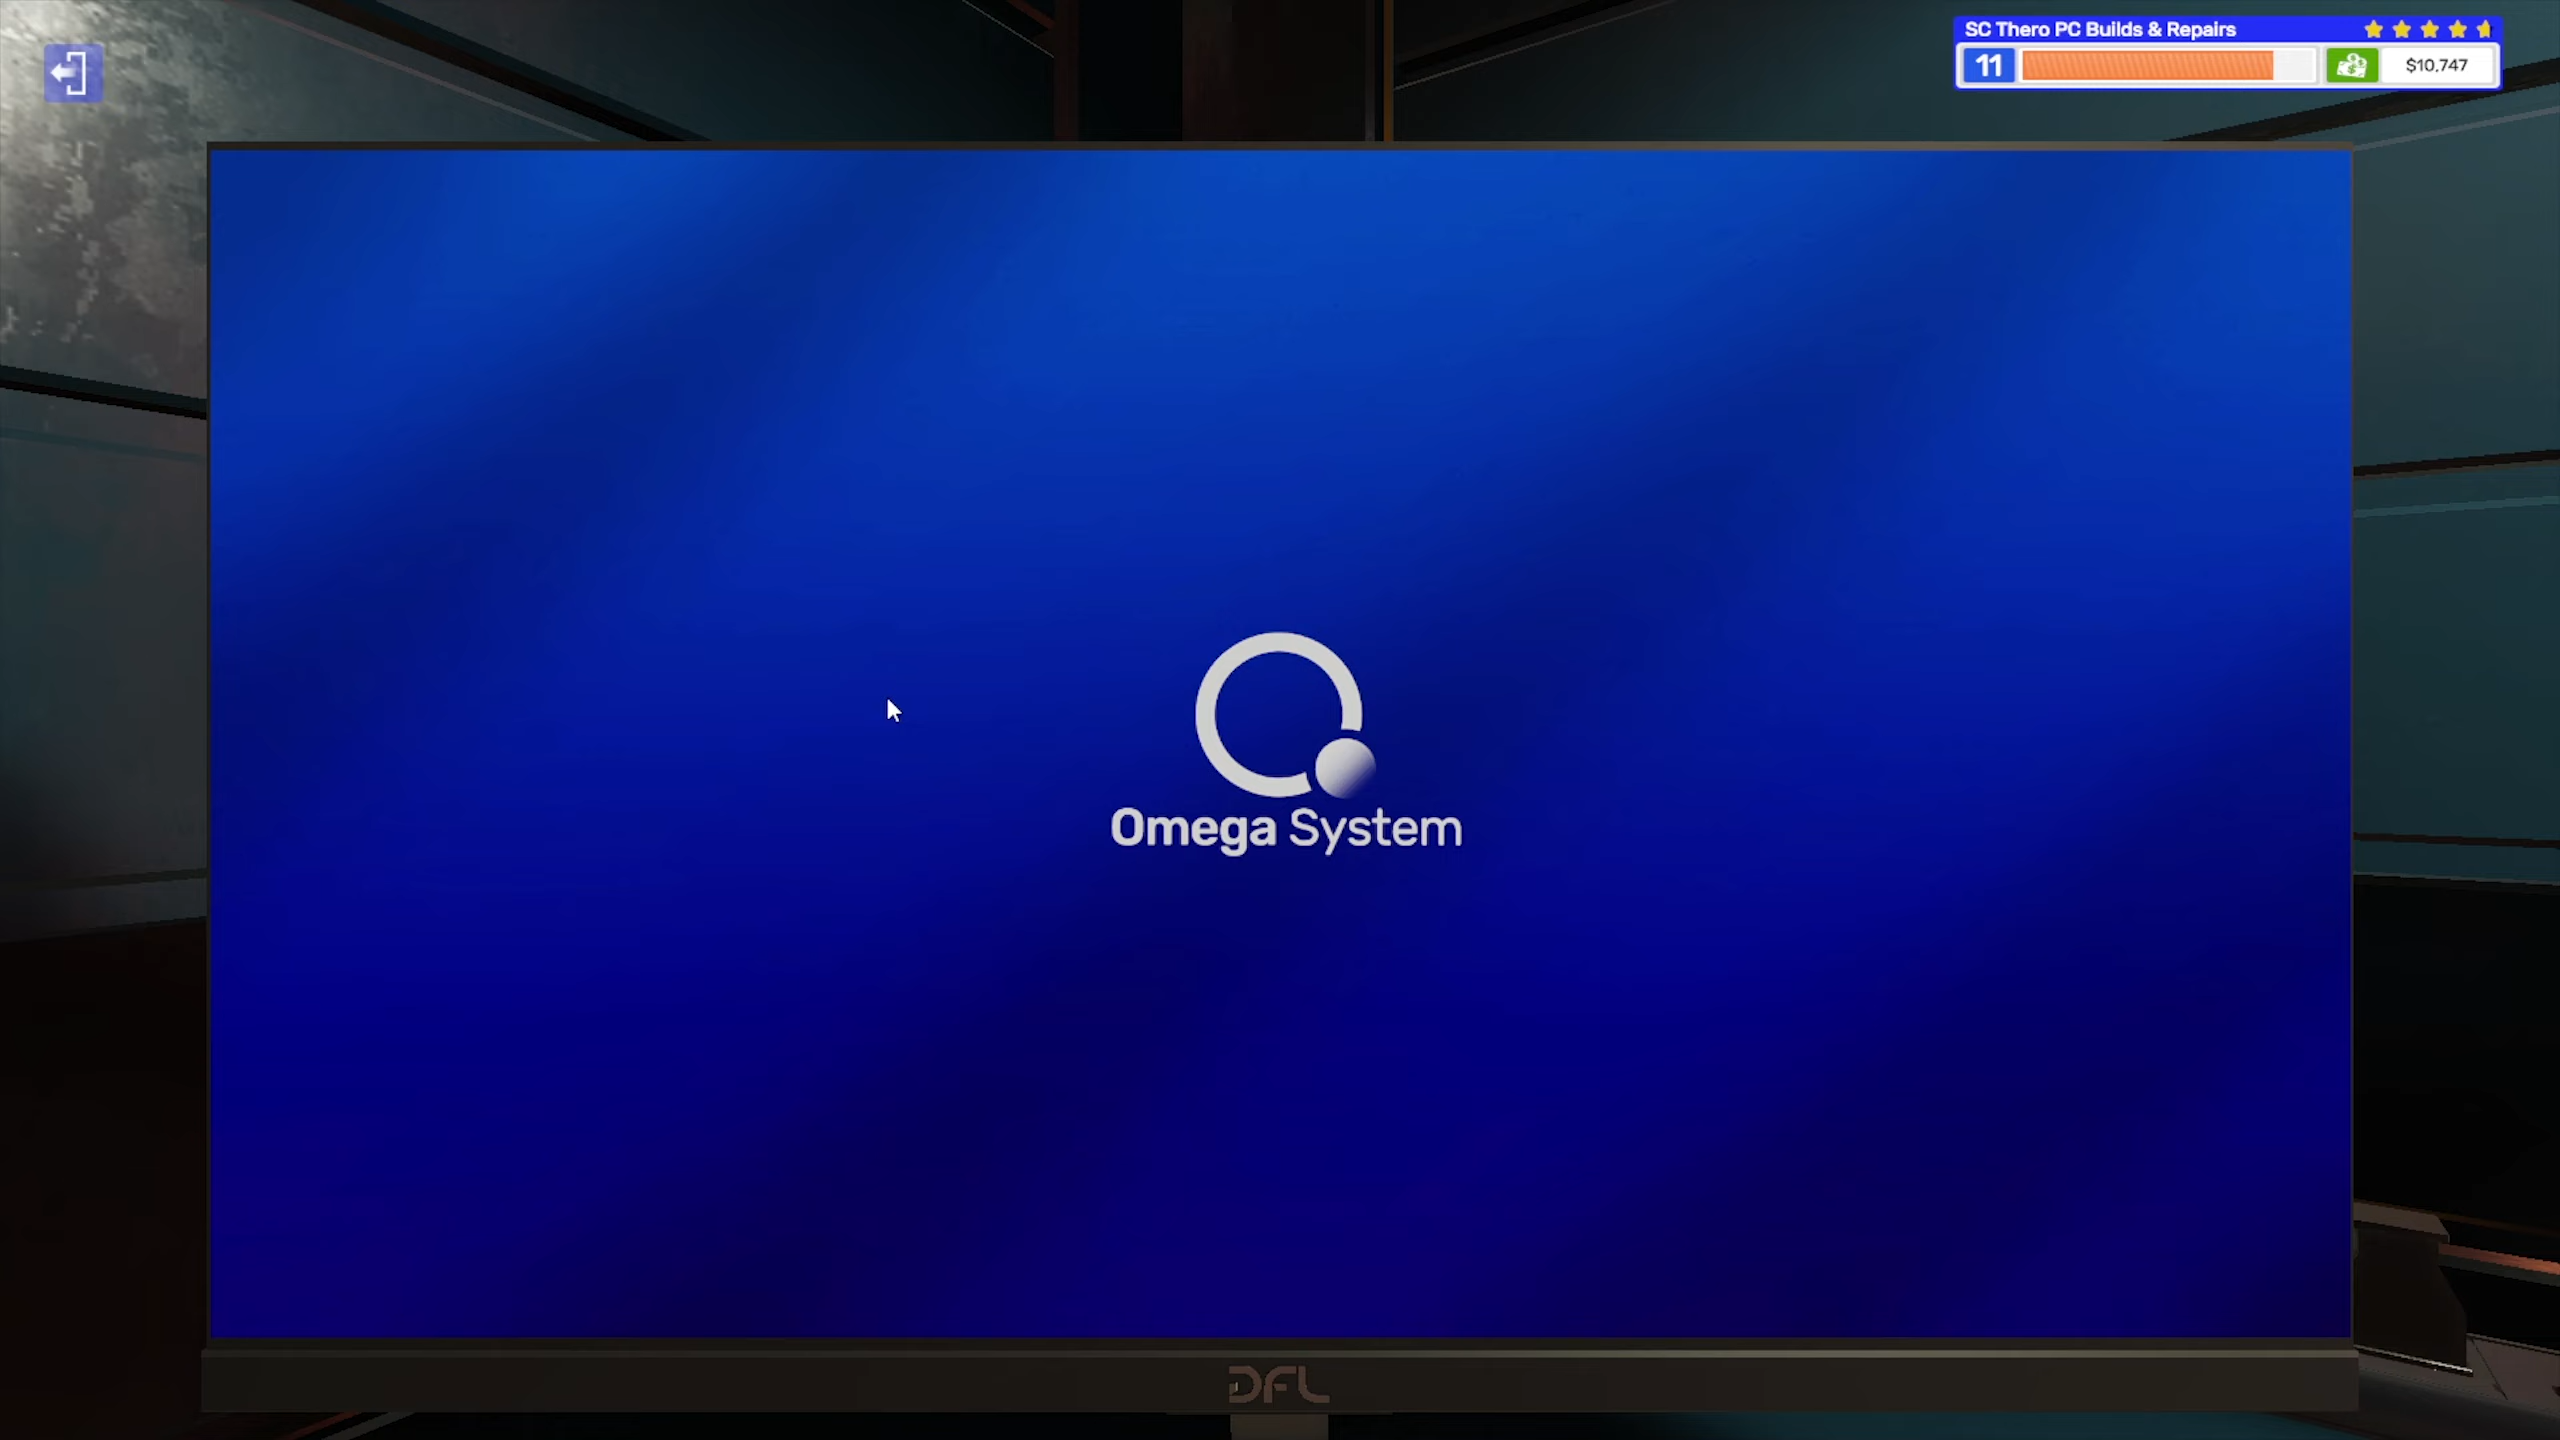 SC Thero PC Builds & Repairs
11
$10,747
Omega System
DFL